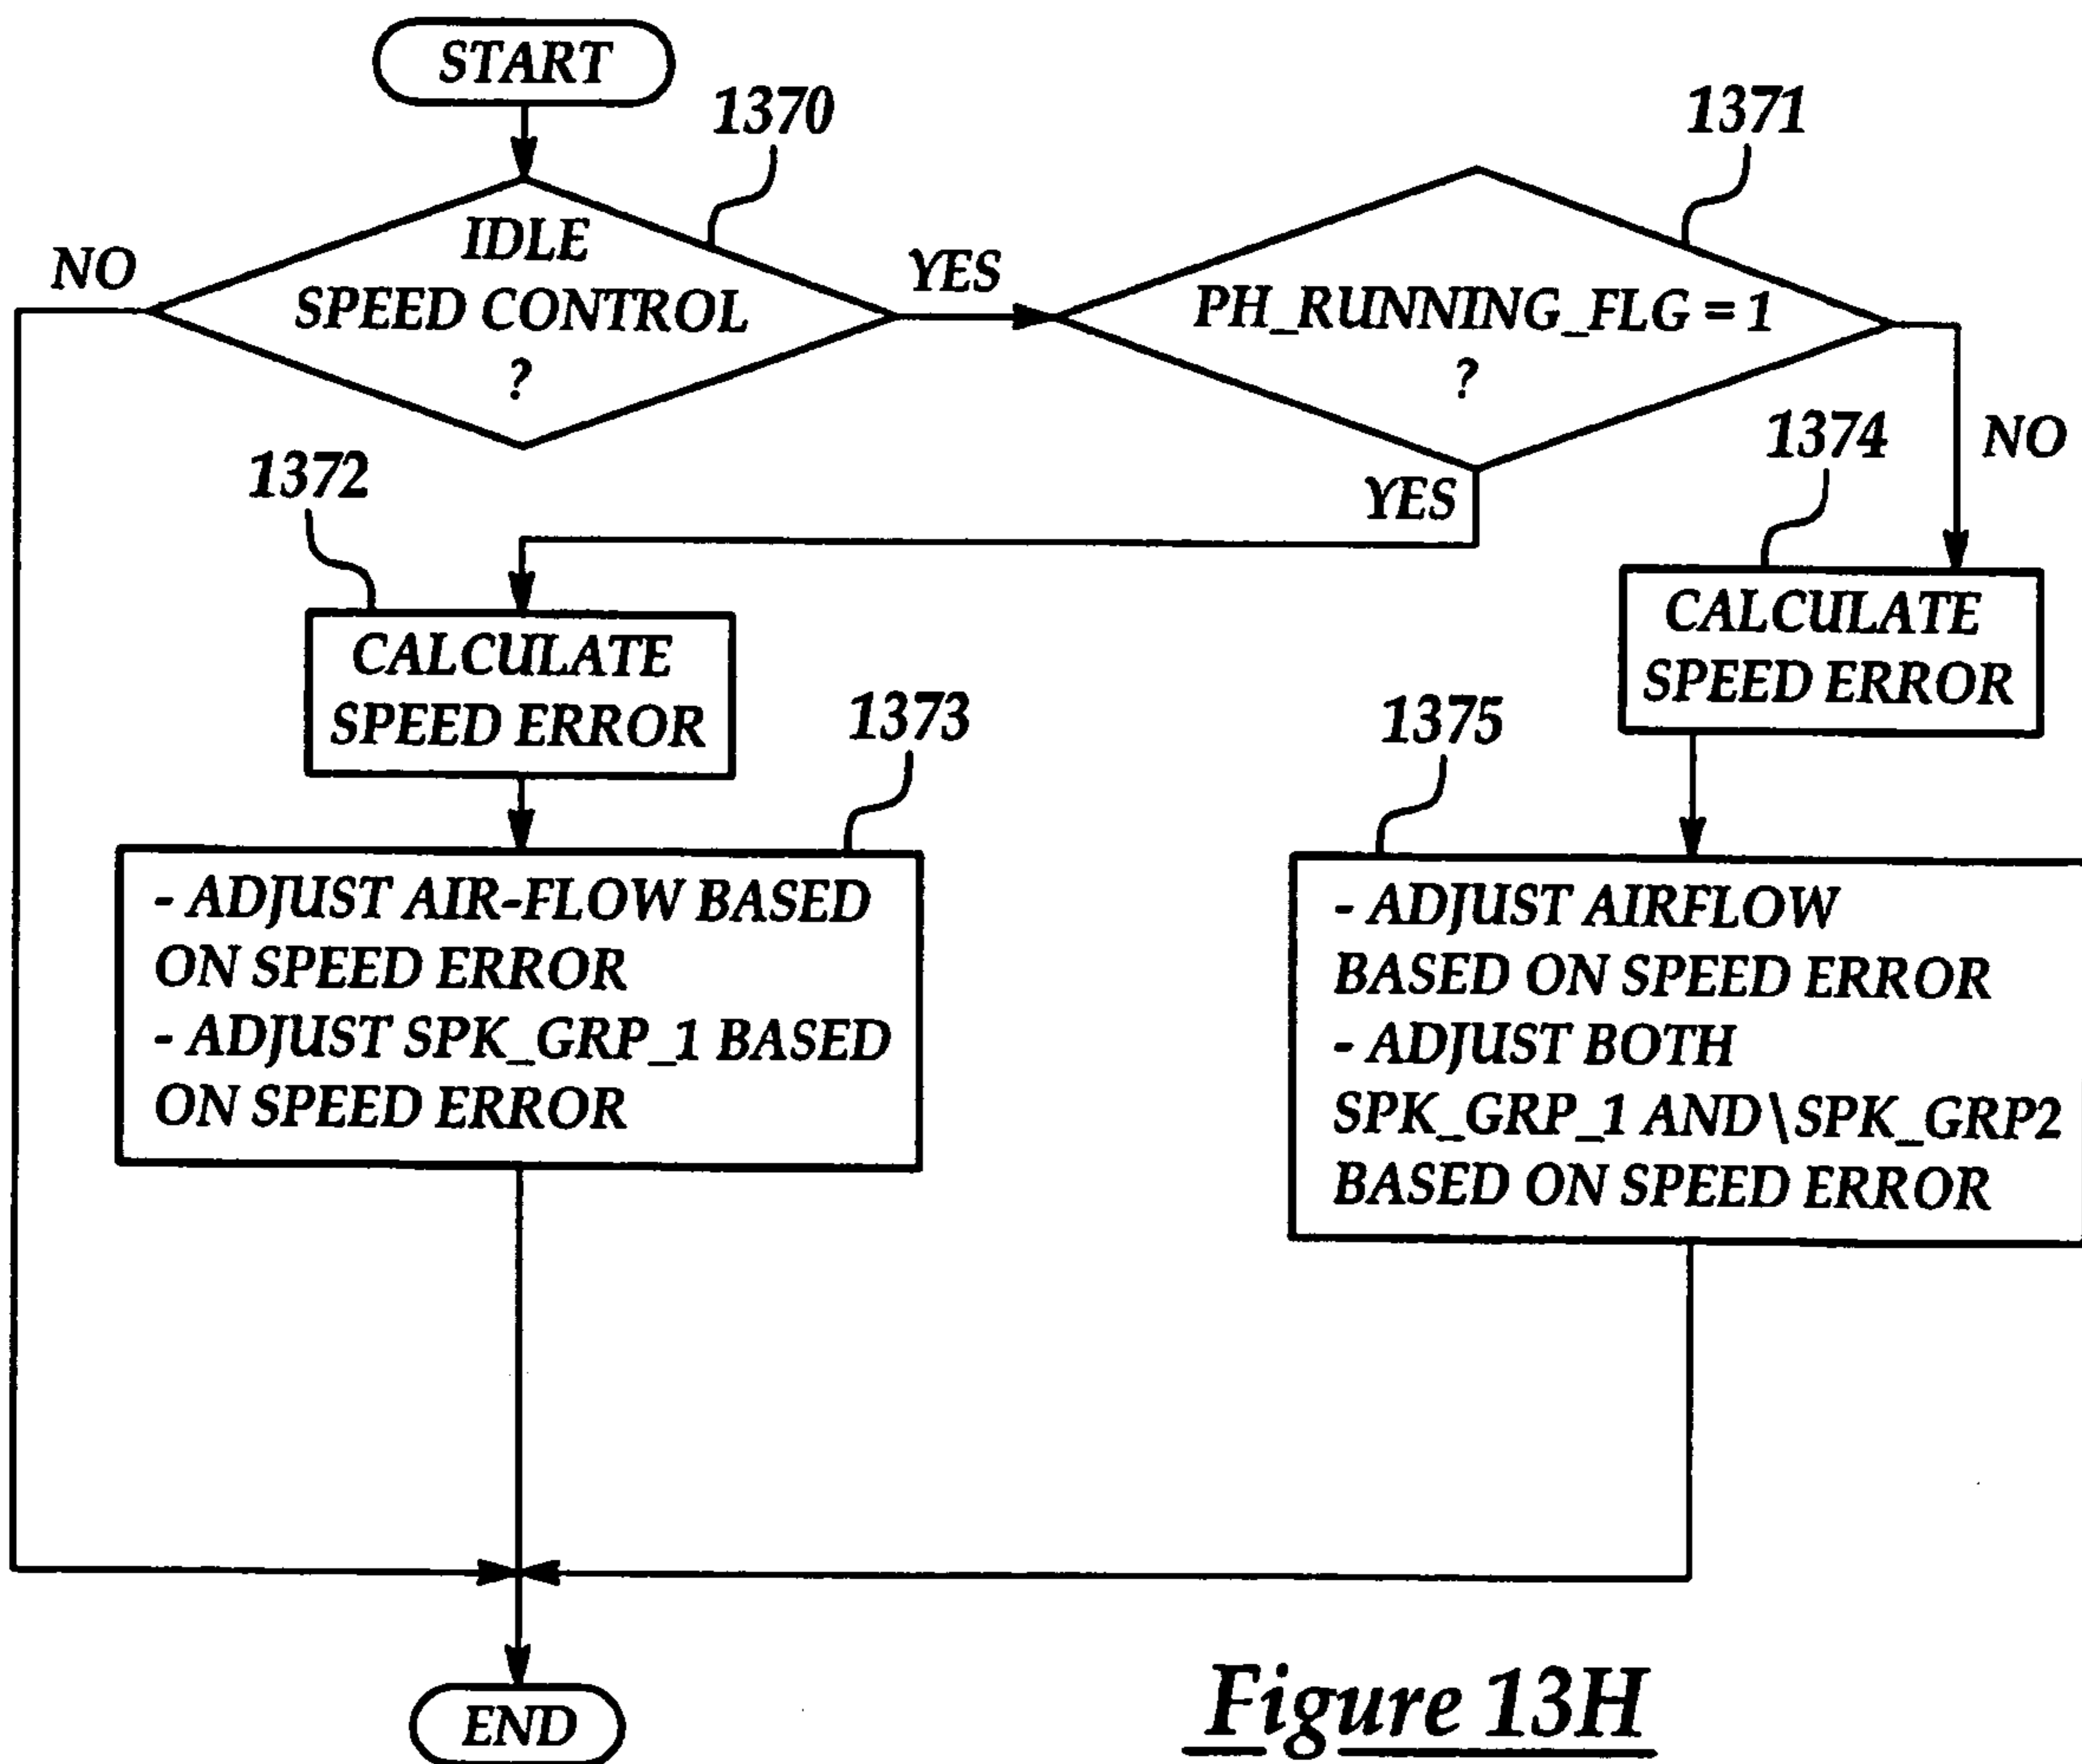 START
1370
1371
IDLE
SPEED CONTROL
?
NO
YES
PH_RUNNING_FLG = 1
?
1374
NO
1372
YES
CALCULATE
SPEED ERROR
CALCULATE
SPEED ERROR
1373
1375
- ADJUST AIR-FLOW BASED
ON SPEED ERROR
- ADJUST SPK_GRP_1 BASED
ON SPEED ERROR
- ADJUST AIRFLOW
BASED ON SPEED ERROR
- ADJUST BOTH
SPK_GRP_1 AND\SPK_GRP2
BASED ON SPEED ERROR
END
Figure 13H